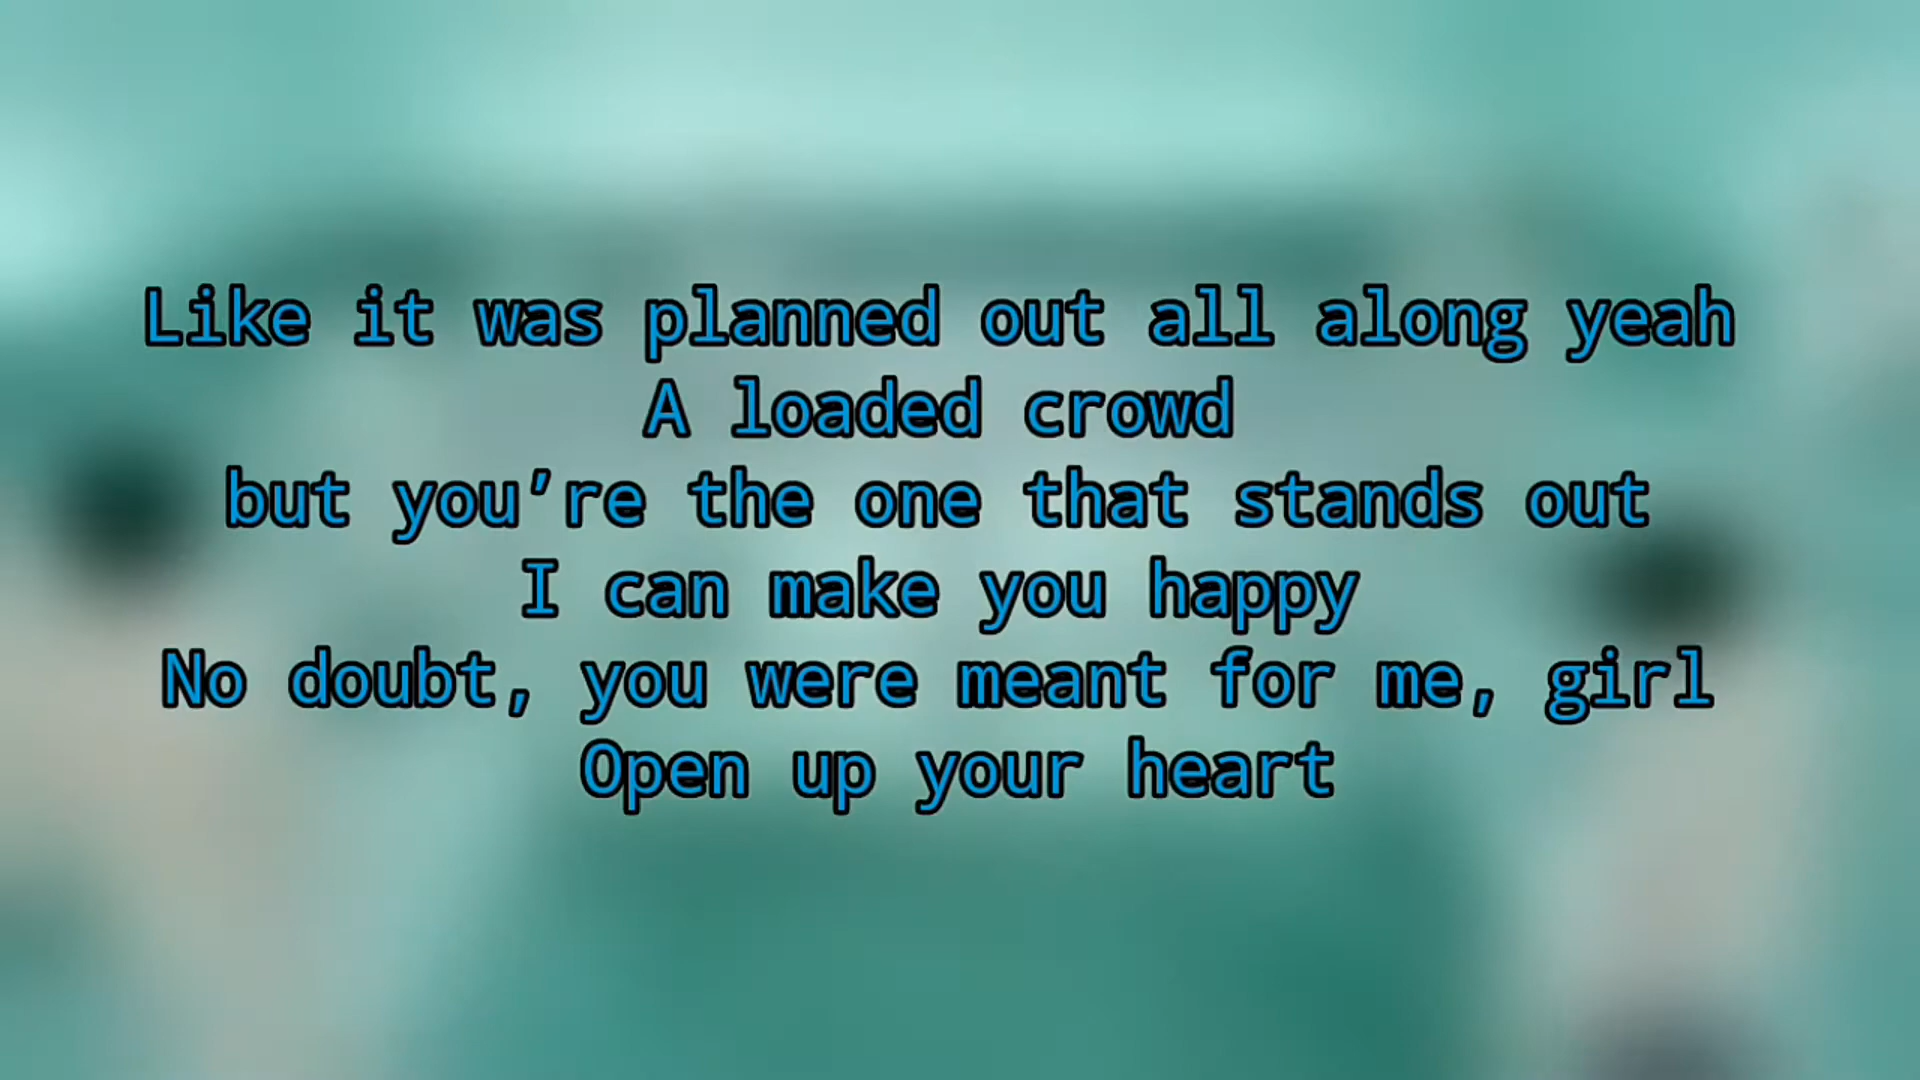 Like it was planned out all along yeah
A loaded crowd
but you’re the one that stands out
I can make you happy
No doubt, you were meant for me, girl
Open up your heart